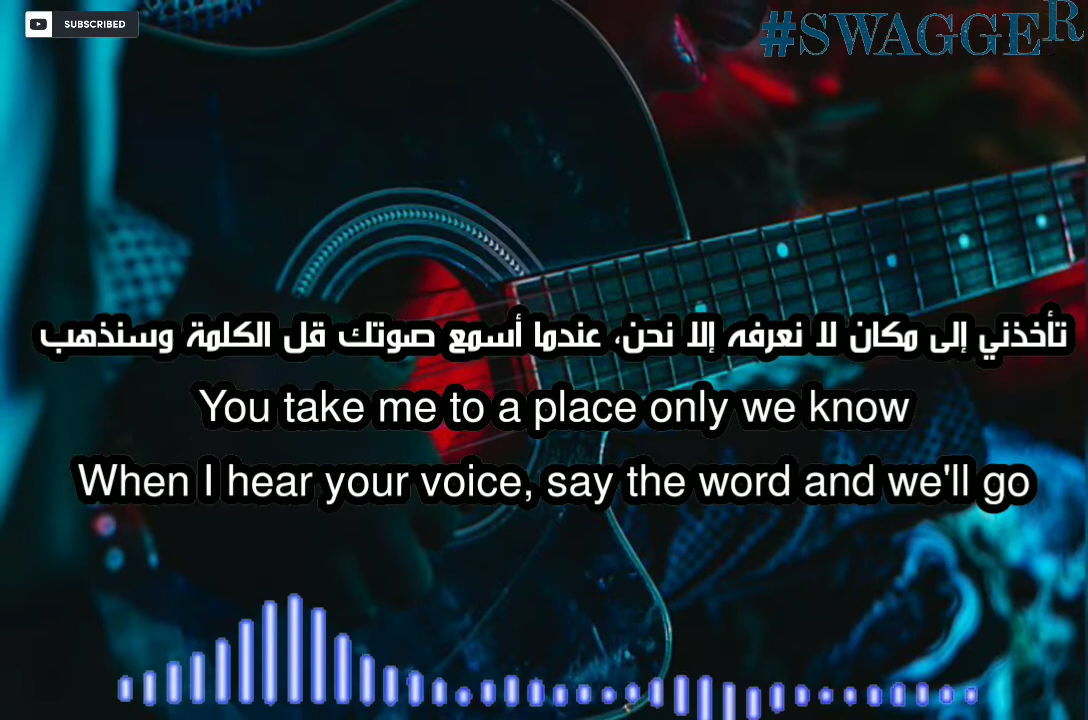 SUBSCRIBED
#SWAGGER
تأخذني إلى مكان لا نعرفه إلا نحن، عندما أسمع صوتك قل الكلمة وسنذهب
You take me to a place only we know
When I hear your voice, say the word and we'll go